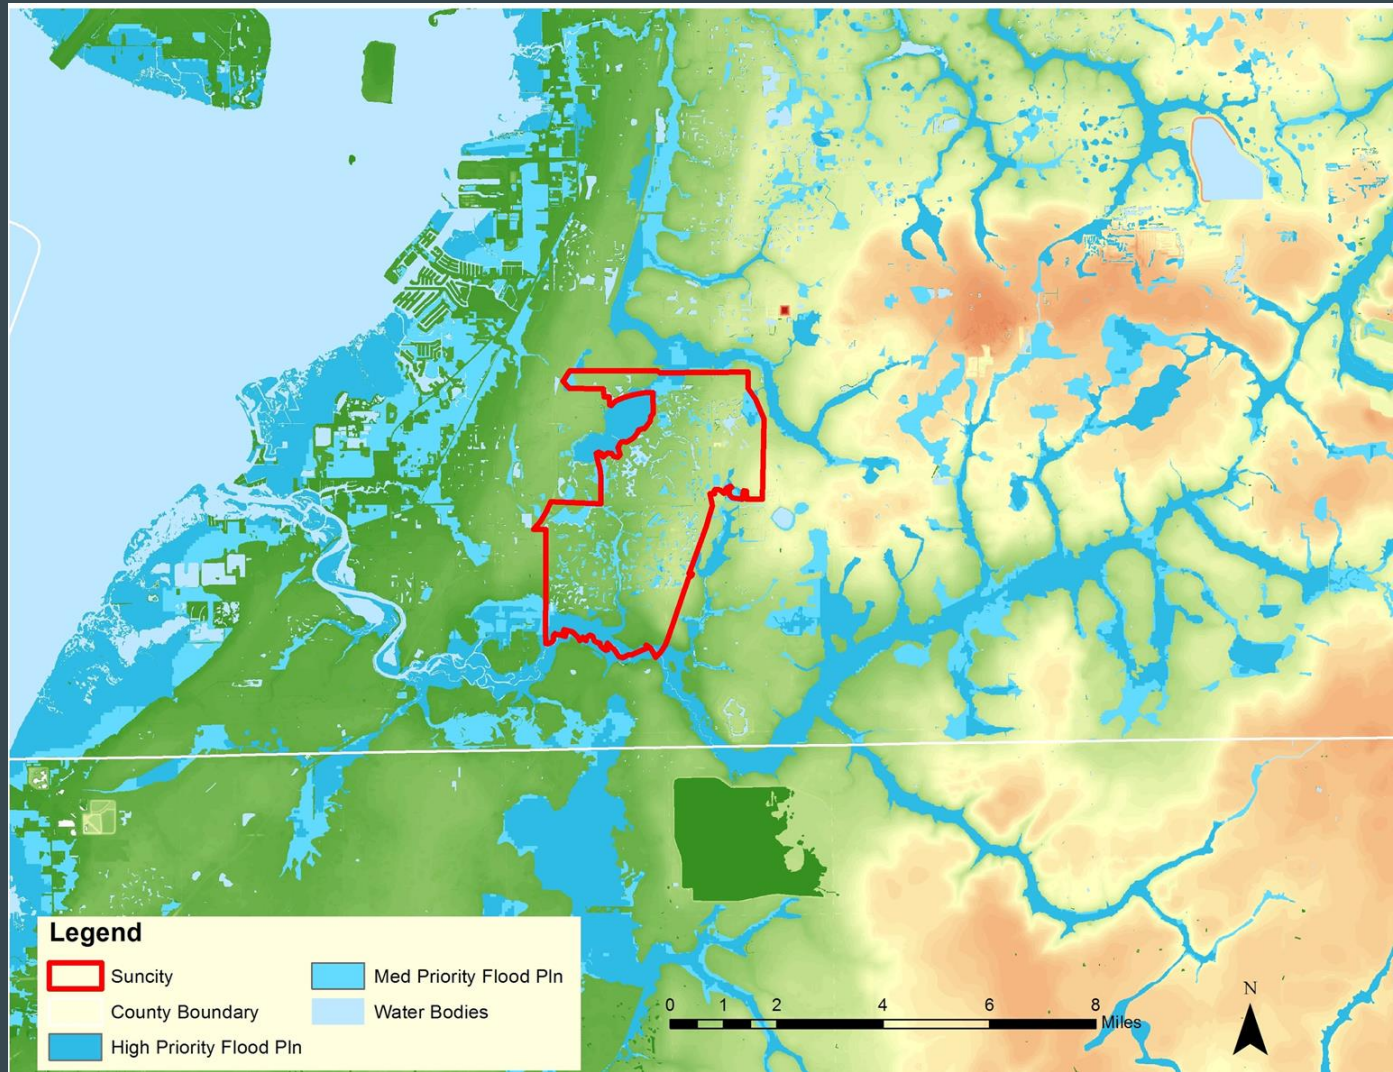 Legend
Suncity
County Boundary
High Priority Flood Pln
Med Priority Flood Pln
Water Bodies
0 1 2 4 6 8
Miles
N